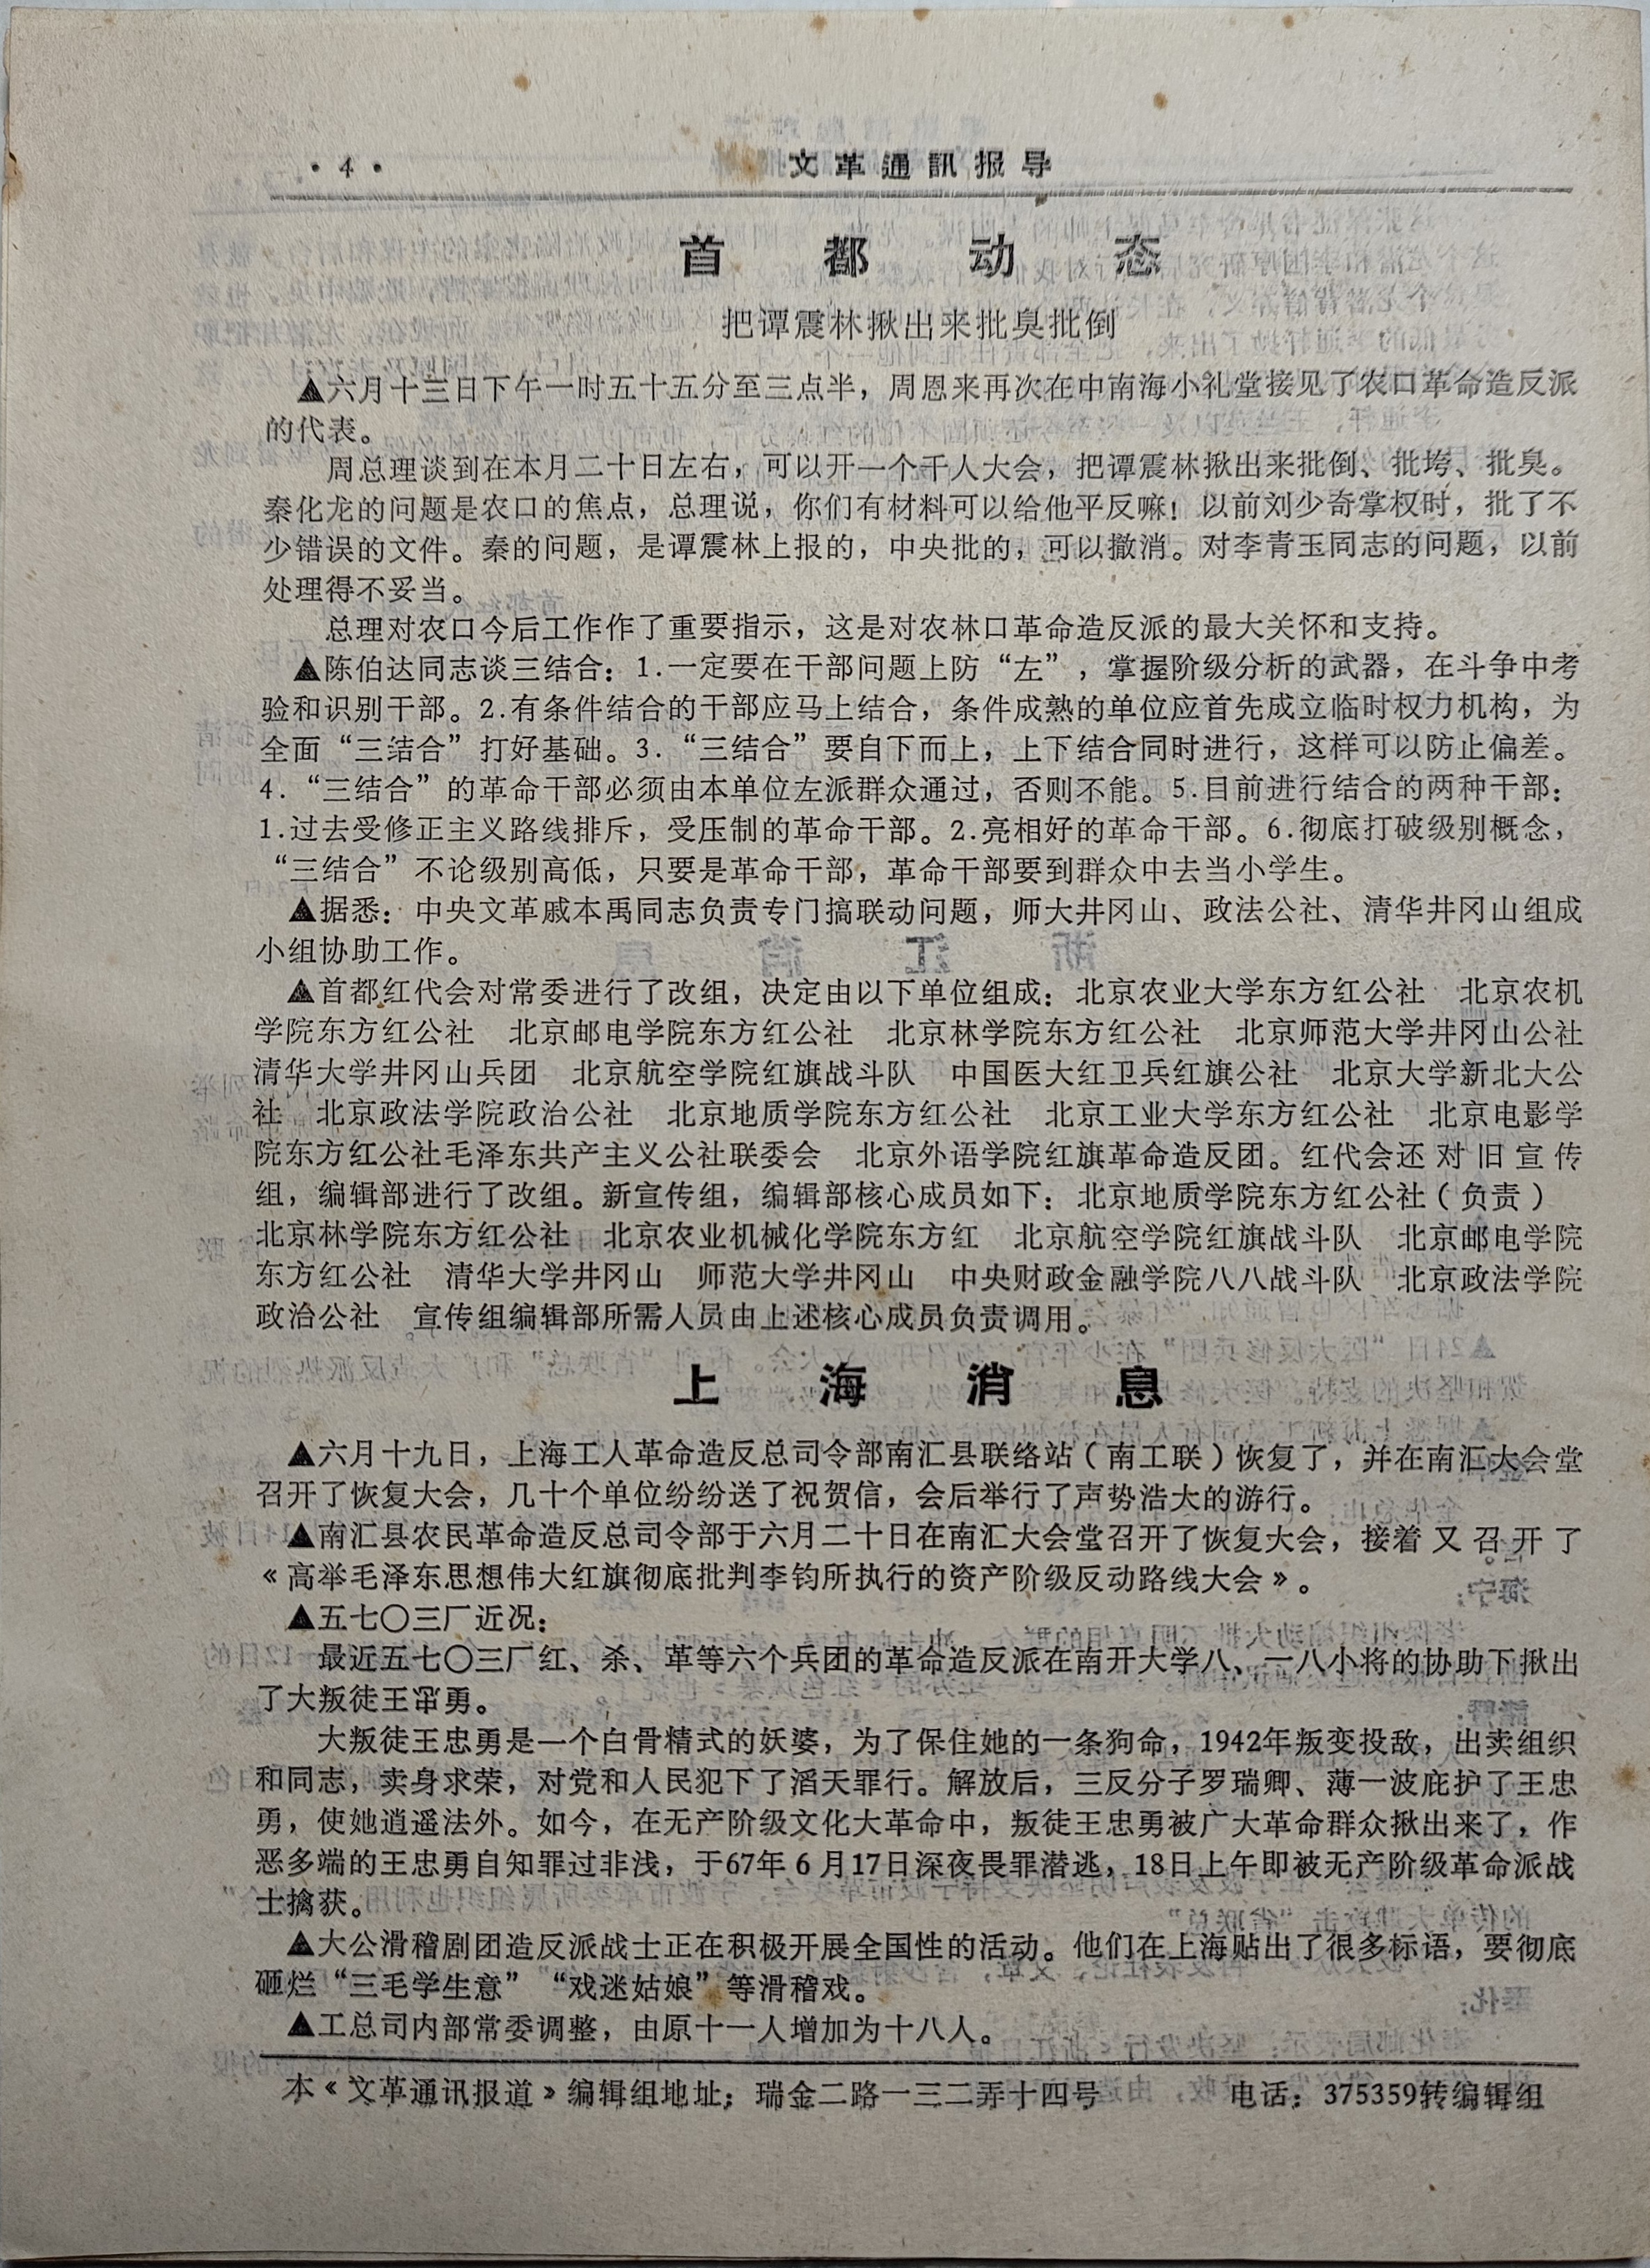 ·4·
文革通訊报导
首都动态
把谭震林揪出来批臭批倒
▲六月十三日下午一时五十五分至三点半，周恩来再次在中南海小礼堂接见了农口革命造反派
的代表。
周总理谈到在本月二十日左右，可以开一个千人大会，把谭震林揪出来批倒、批垮、批臭。
秦化龙的问题是农口的焦点，总理说，你们有材料可以给他平反嘛！以前刘少奇掌权时，批了不
少错误的文件。秦的问题，是谭震林上报的，中央批的，可以撤消。对李青玉同志的问题，以前
处理得不妥当。
总理对农口今后工作作了重要指示，这是对农林口革命造反派的最大关怀和支持。
▲陈伯达同志谈三结合：1.一定要在干部问题上防“左”，掌握阶级分析的武器，在斗争中考
验和识别干部。2.有条件结合的干部应马上结合，条件成熟的单位应首先成立临时权力机构，为
全面“三结合”打好基础。3.“三结合”要自下而上，上下结合同时进行，这样可以防止偏差。
4.“三结合”的革命干部必须由本单位左派群众通过，否则不能。5.目前进行结合的两种干部：
1.过去受修正主义路线排斥，受压制的革命干部。2.亮相好的革命干部。6.彻底打破级别概念，
“三结合”不论级别高低，只要是革命干部，革命干部要到群众中去当小学生。
▲据悉：中央文革戚本禹同志负责专门搞联动问题，师大井冈山、政法公社、清华井冈山组成
小组协助工作。
▲首都红代会对常委进行了改组，决定由以下单位组成：北京农业大学东方红公社　北京农机
学院东方红公社　北京邮电学院东方红公社　北京林学院东方红公社　北京师范大学井冈山公社
清华大学井冈山兵团　北京航空学院红旗战斗队　中国医大红卫兵红旗公社　北京大学新北大公
社　北京政法学院政治公社　北京地质学院东方红公社　北京工业大学东方红公社　北京电影学
院东方红公社毛泽东共产主义公社联委会　北京外语学院红旗革命造反团。红代会还对旧宣传
组，编辑部进行了改组。新宣传组，编辑部核心成员如下：北京地质学院东方红公社（负责）
北京林学院东方红公社　北京农业机械化学院东方红　北京航空学院红旗战斗队　北京邮电学院
东方红公社　清华大学井冈山　师范大学井冈山　中央财政金融学院八八战斗队　北京政法学院
政治公社　宣传组编辑部所需人员由上述核心成员负责调用。
上海消息
▲六月十九日，上海工人革命造反总司令部南汇县联络站（南工联）恢复了，并在南汇大会堂
召开了恢复大会，几十个单位纷纷送了祝贺信，会后举行了声势浩大的游行。
▲南汇县农民革命造反总司令部于六月二十日在南汇大会堂召开了恢复大会，接着又召开了
《高举毛泽东思想伟大红旗彻底批判李钧所执行的资产阶级反动路线大会》。
▲五七〇三厂近况：
最近五七〇三厂红、杀、革等六个兵团的革命造反派在南开大学八、一八小将的协助下揪出
了大叛徒王勇。
大叛徒王忠勇是一个白骨精式的妖婆，为了保住她的一条狗命，1942年叛变投敌，出卖组织
和同志，卖身求荣，对党和人民犯下了滔天罪行。解放后，三反分子罗瑞卿、薄一波庇护了王忠
勇，使她逍遥法外。如今，在无产阶级文化大革命中，叛徒王忠勇被广大革命群众揪出来了，作
恶多端的王忠勇自知罪过非浅，于67年6月17日深夜畏罪潜逃，18日上午即被无产阶级革命派战
士擒获。
▲大公滑稽剧团造反派战士正在积极开展全国性的活动。他们在上海贴出了很多标语，要彻底
砸烂“三毛学生意”“戏迷姑娘”等滑稽戏。
▲工总司内部常委调整，由原十一人增加为十八人。
本《文革通讯报道》编辑组地址：瑞金二路一三二弄十四号　　电话：375359转编辑组